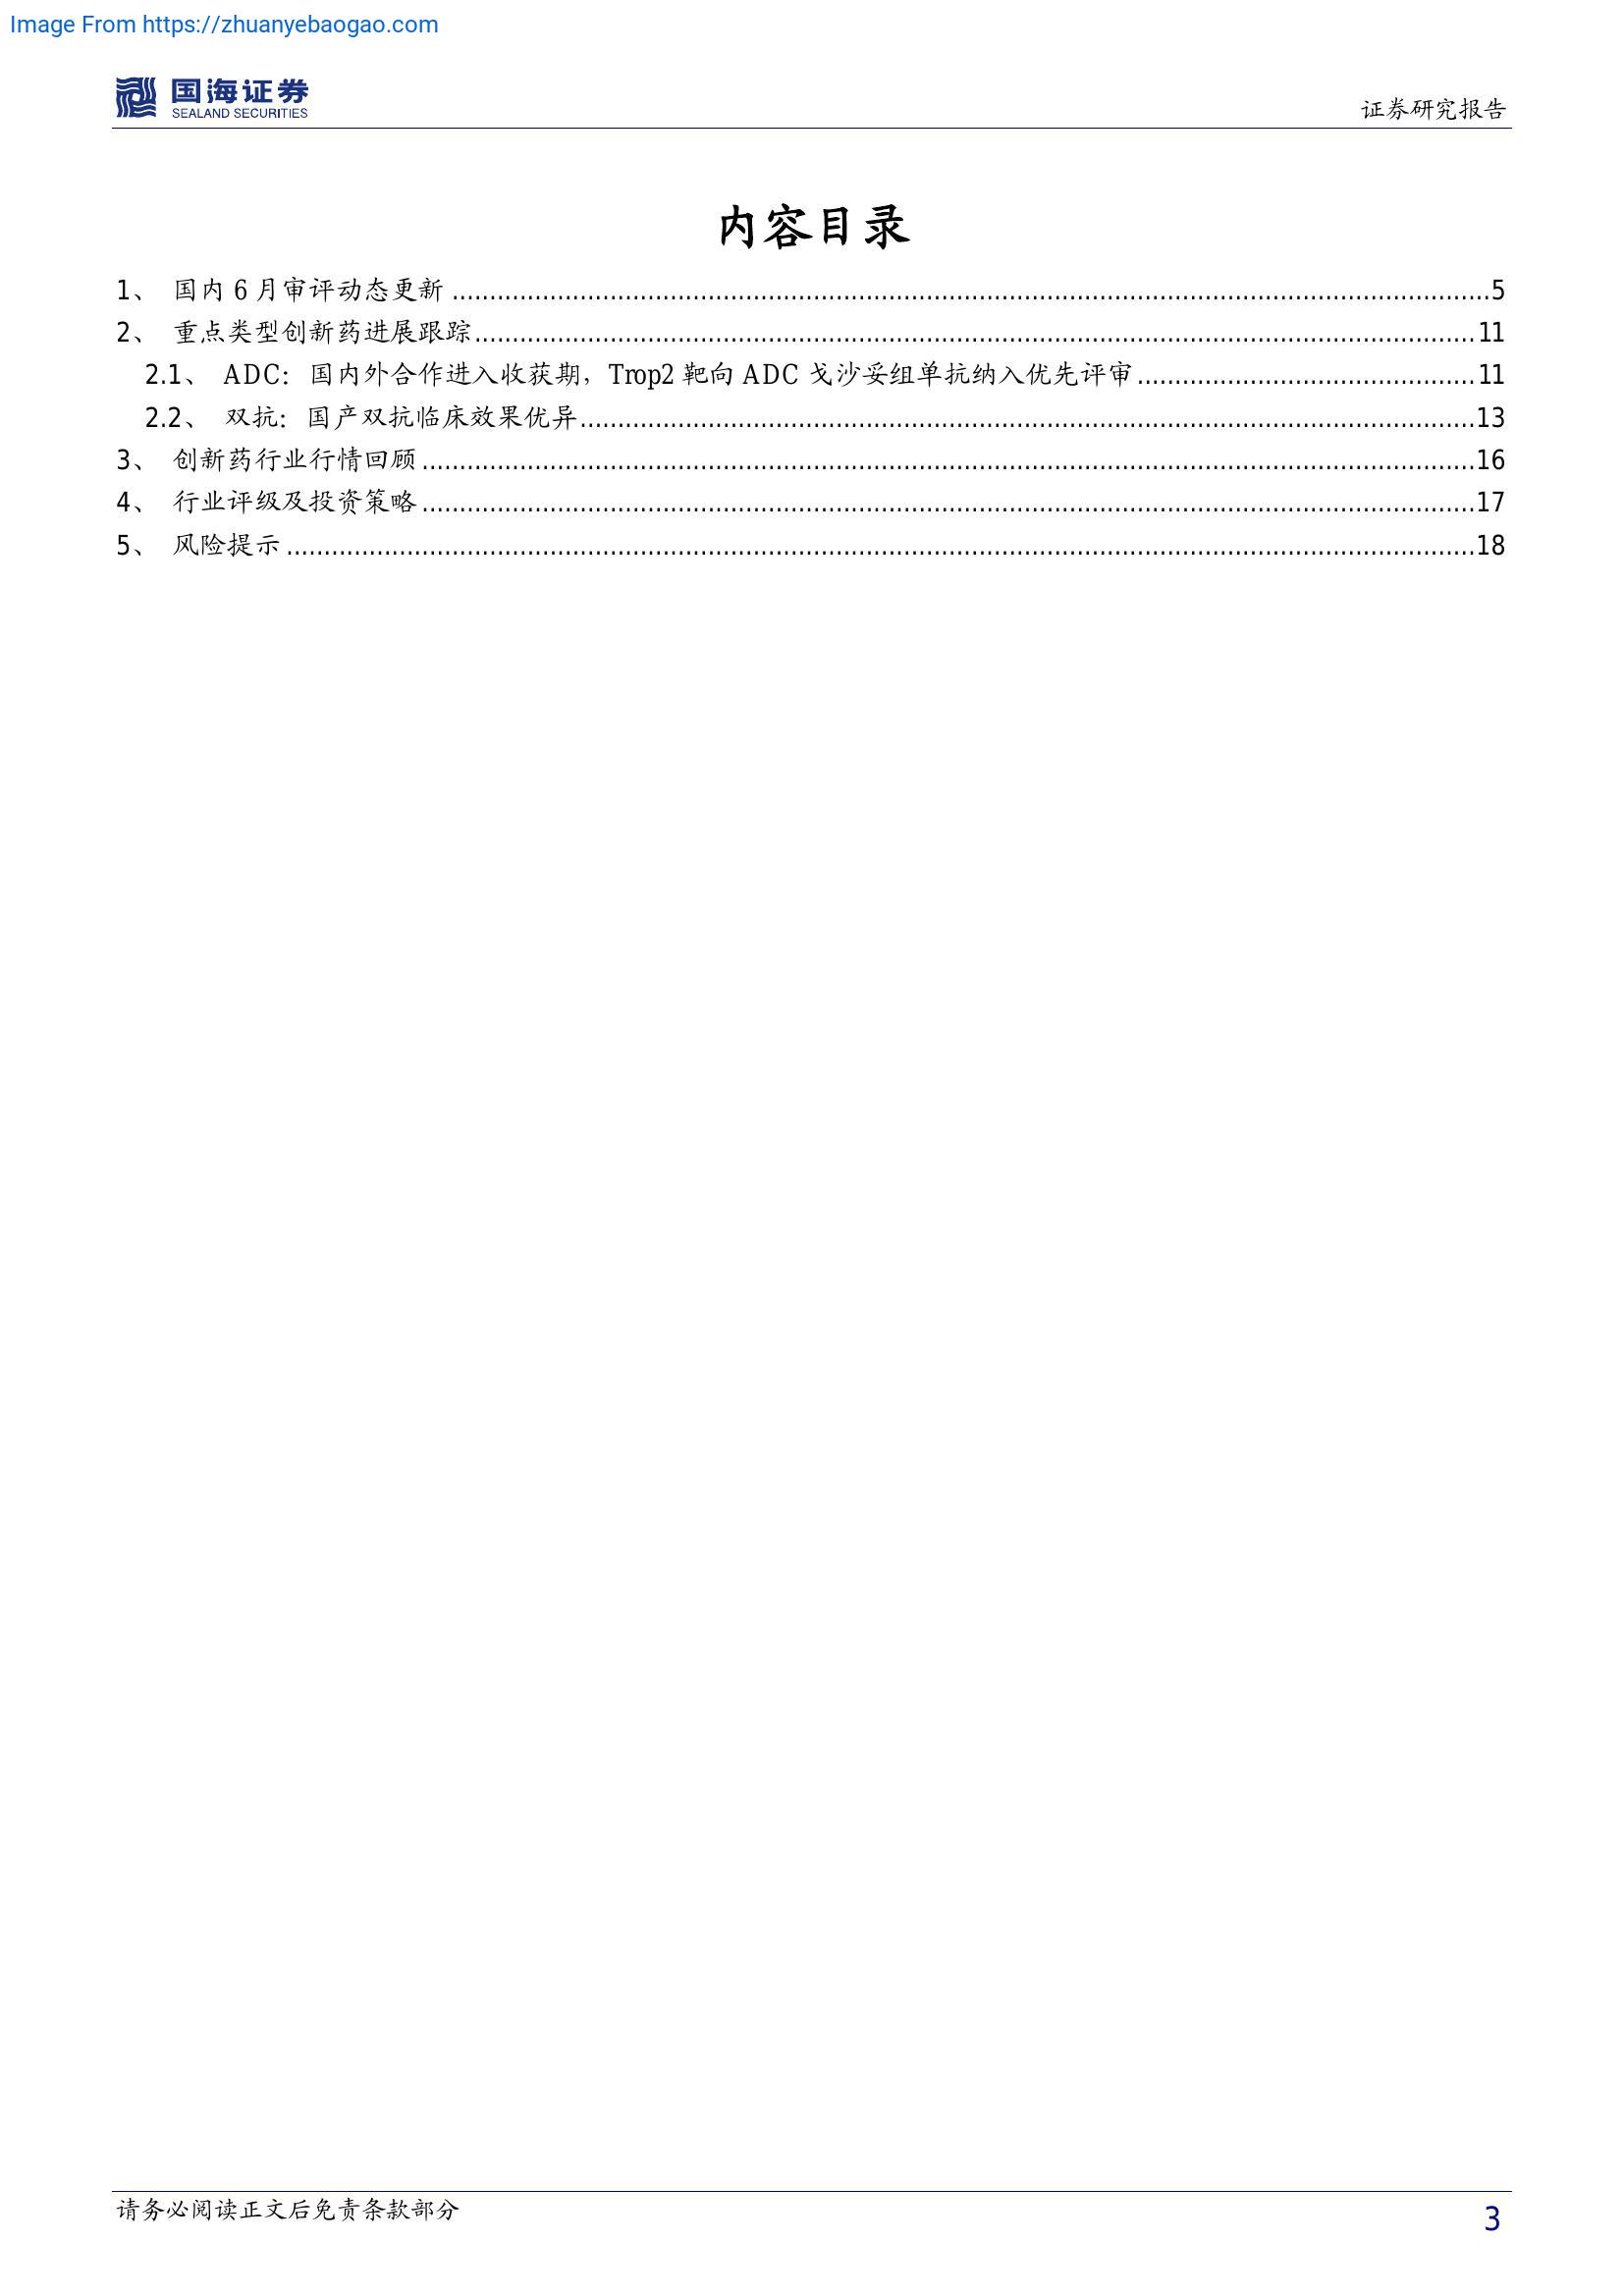 Image From https://zhuanyebaogao.com
国海证券
SEALAND SECURITIES
证券研究报告
内容目录
1、 国内 6 月审评动态更新 ........................................ 5
2、 重点类型创新药进展跟踪 ........................................ 11
2.1、 ADC：国内外合作进入收获期，Trop2 靶向 ADC 戈沙妥组单抗纳入优先评审 ........................................ 11
2.2、 双抗：国产双抗临床效果优异 ........................................ 13
3、 创新药行业行情回顾 ........................................ 16
4、 行业评级及投资策略 ........................................ 17
5、 风险提示 ........................................ 18
请务必阅读正文后免责条款部分
3